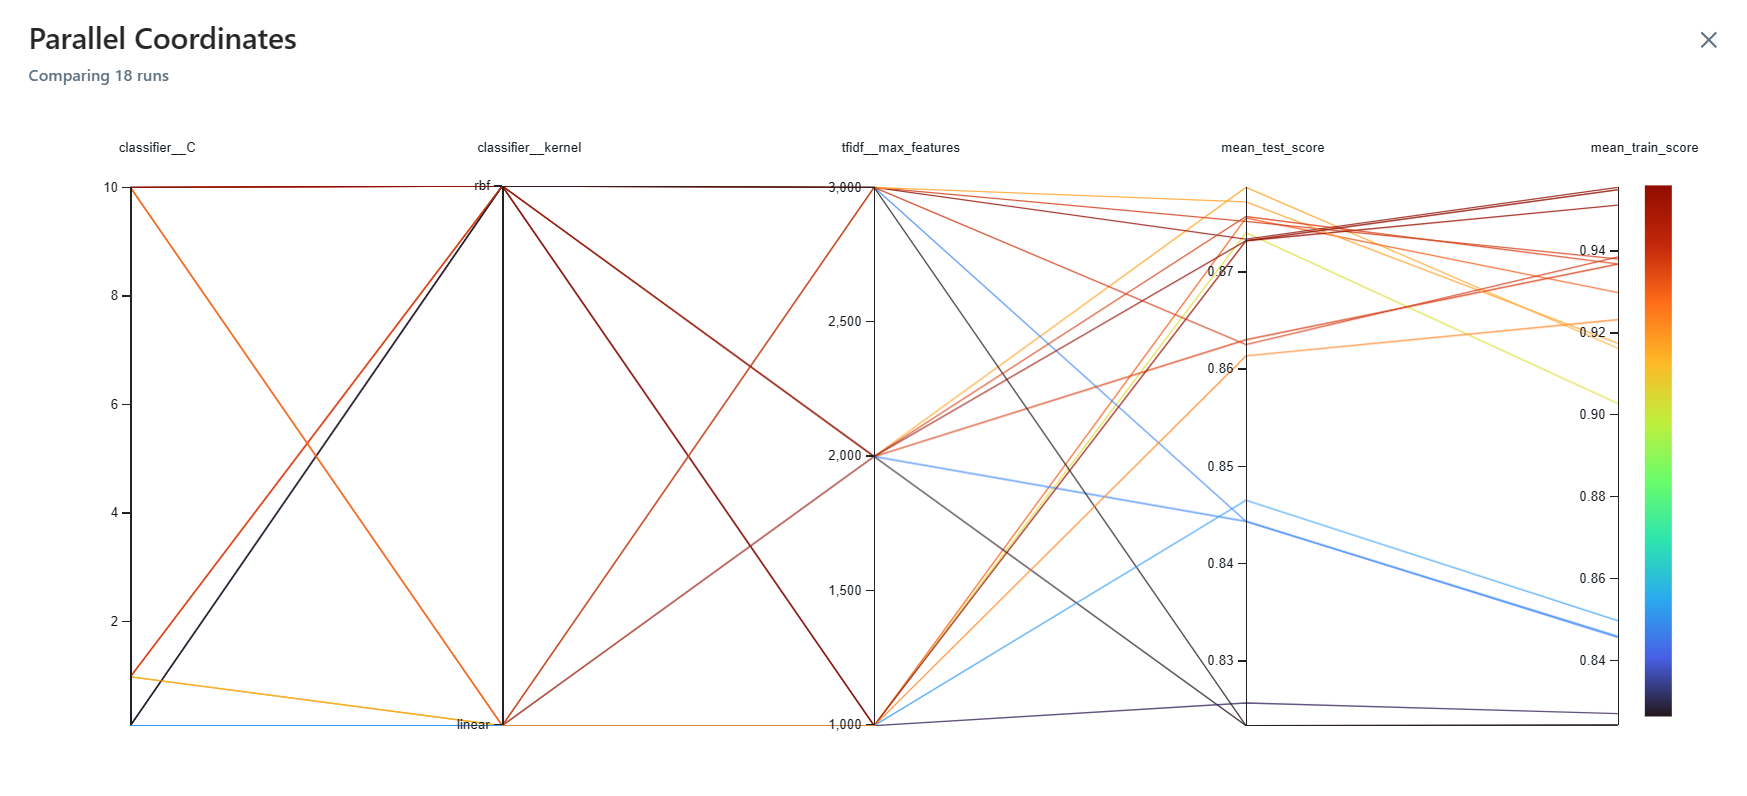 Parallel Coordinates
Comparing 18 runs
classifier__C
classifier__kernel
tfidf__max_features
mean_test_score
mean_train_score
10
8
6
4
2
rbf
linear
3,000
2,500
2,000
1,500
1,000
0.87
0.86
0.85
0.84
0.83
0.94
0.92
0.90
0.88
0.86
0.84